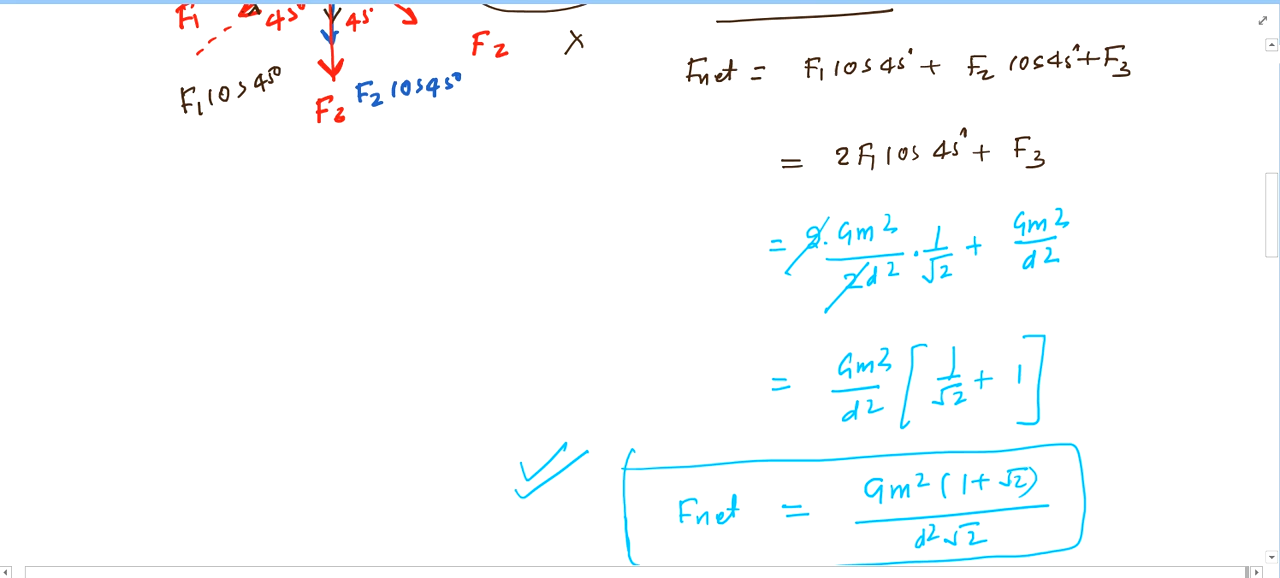 F₁ 45° 45° F₂ X
F₁ cos 45° F₂ F₂ cos 45°
Fnet = F₁ cos 45° + F₂ cos 45° + F₃
= 2 F₁ cos 45° + F₃
= 2 · Gm²/2d² · 1/√2 + Gm²/d²
= Gm²/d² [ 1/√2 + 1 ]
Fnet = Gm² (1 + √2) / d²√2